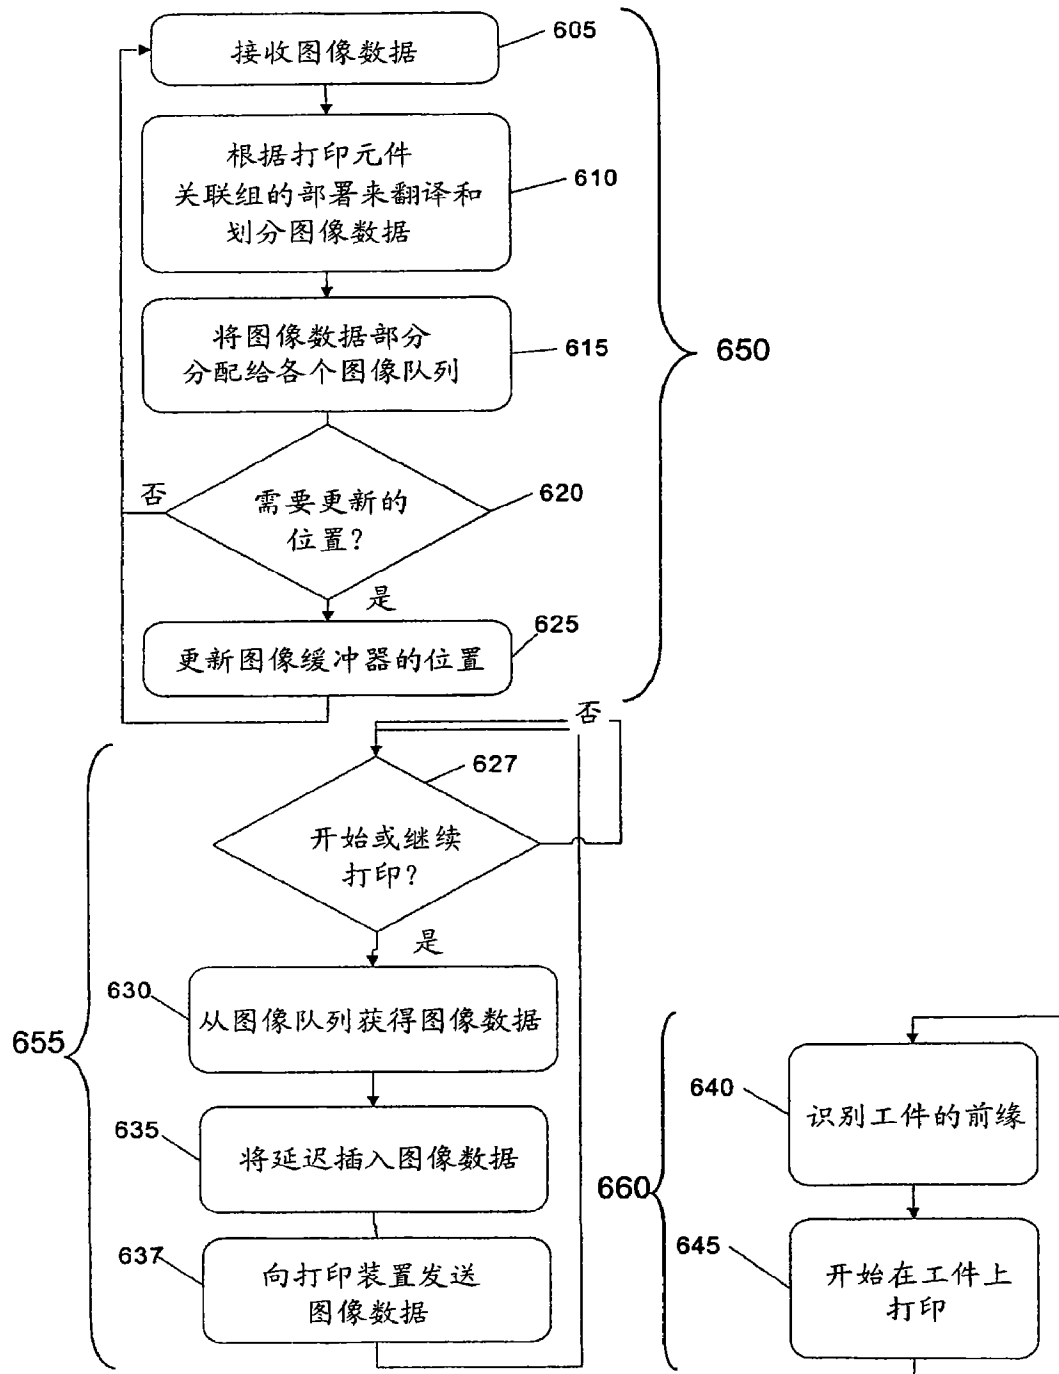 接收图像数据
605
根据打印元件
关联组的部署来翻译和
划分图像数据
610
将图像数据部分
分配给各个图像队列
615
650
否
需要更新的
位置?
620
是
更新图像缓冲器的位置
625
否
627
开始或继续
打印?
是
630
从图像队列获得图像数据
655
635
将延迟插入图像数据
637
向打印装置发送
图像数据
640
识别工件的前缘
660
645
开始在工件上
打印